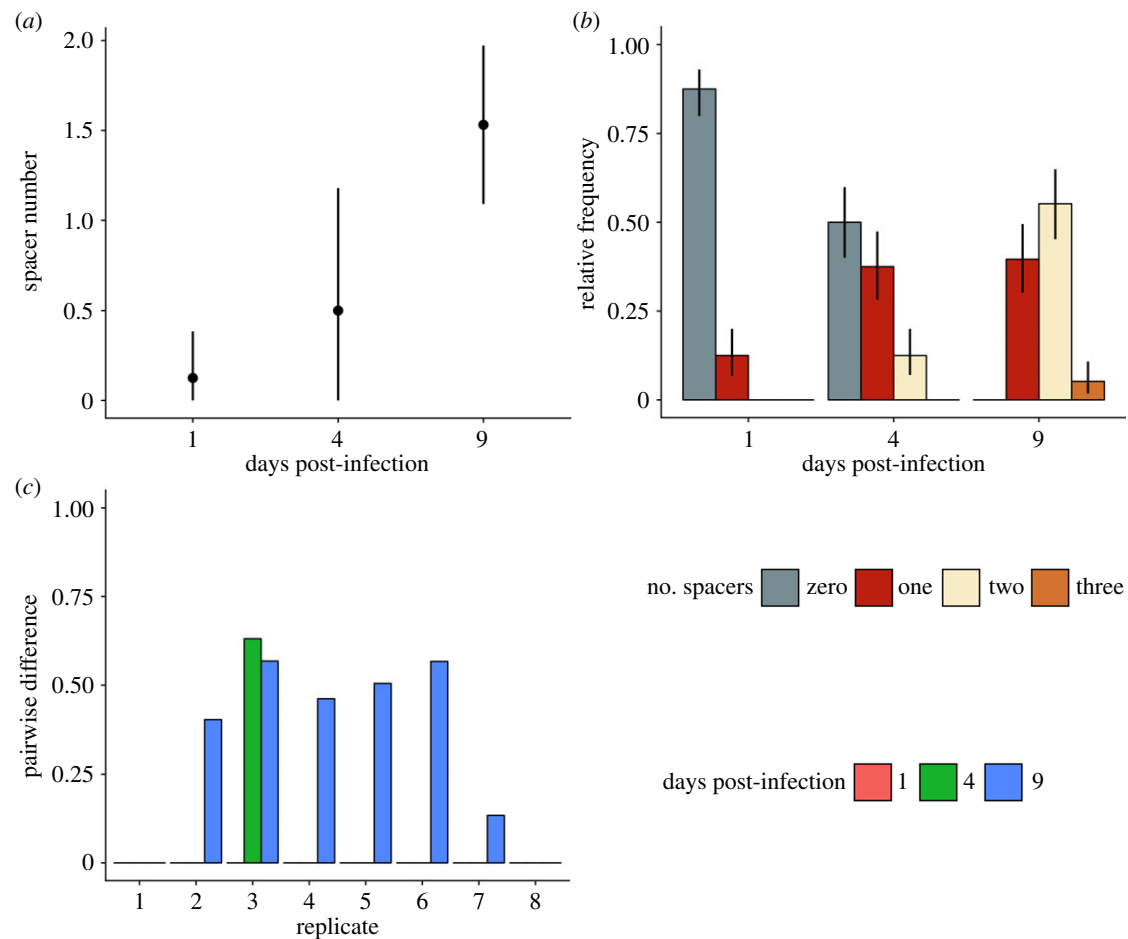 (a)
2.0
1.5
1.0
0.5
0
spacer number
1 4 9
days post-infection
(b)
1.00
0.75
0.50
0.25
0
relative frequency
1 4 9
days post-infection
(c)
1.00
0.75
0.50
0.25
0
pairwise difference
1 2 3 4 5 6 7 8
replicate
no. spacers zero one two three
days post-infection 1 4 9